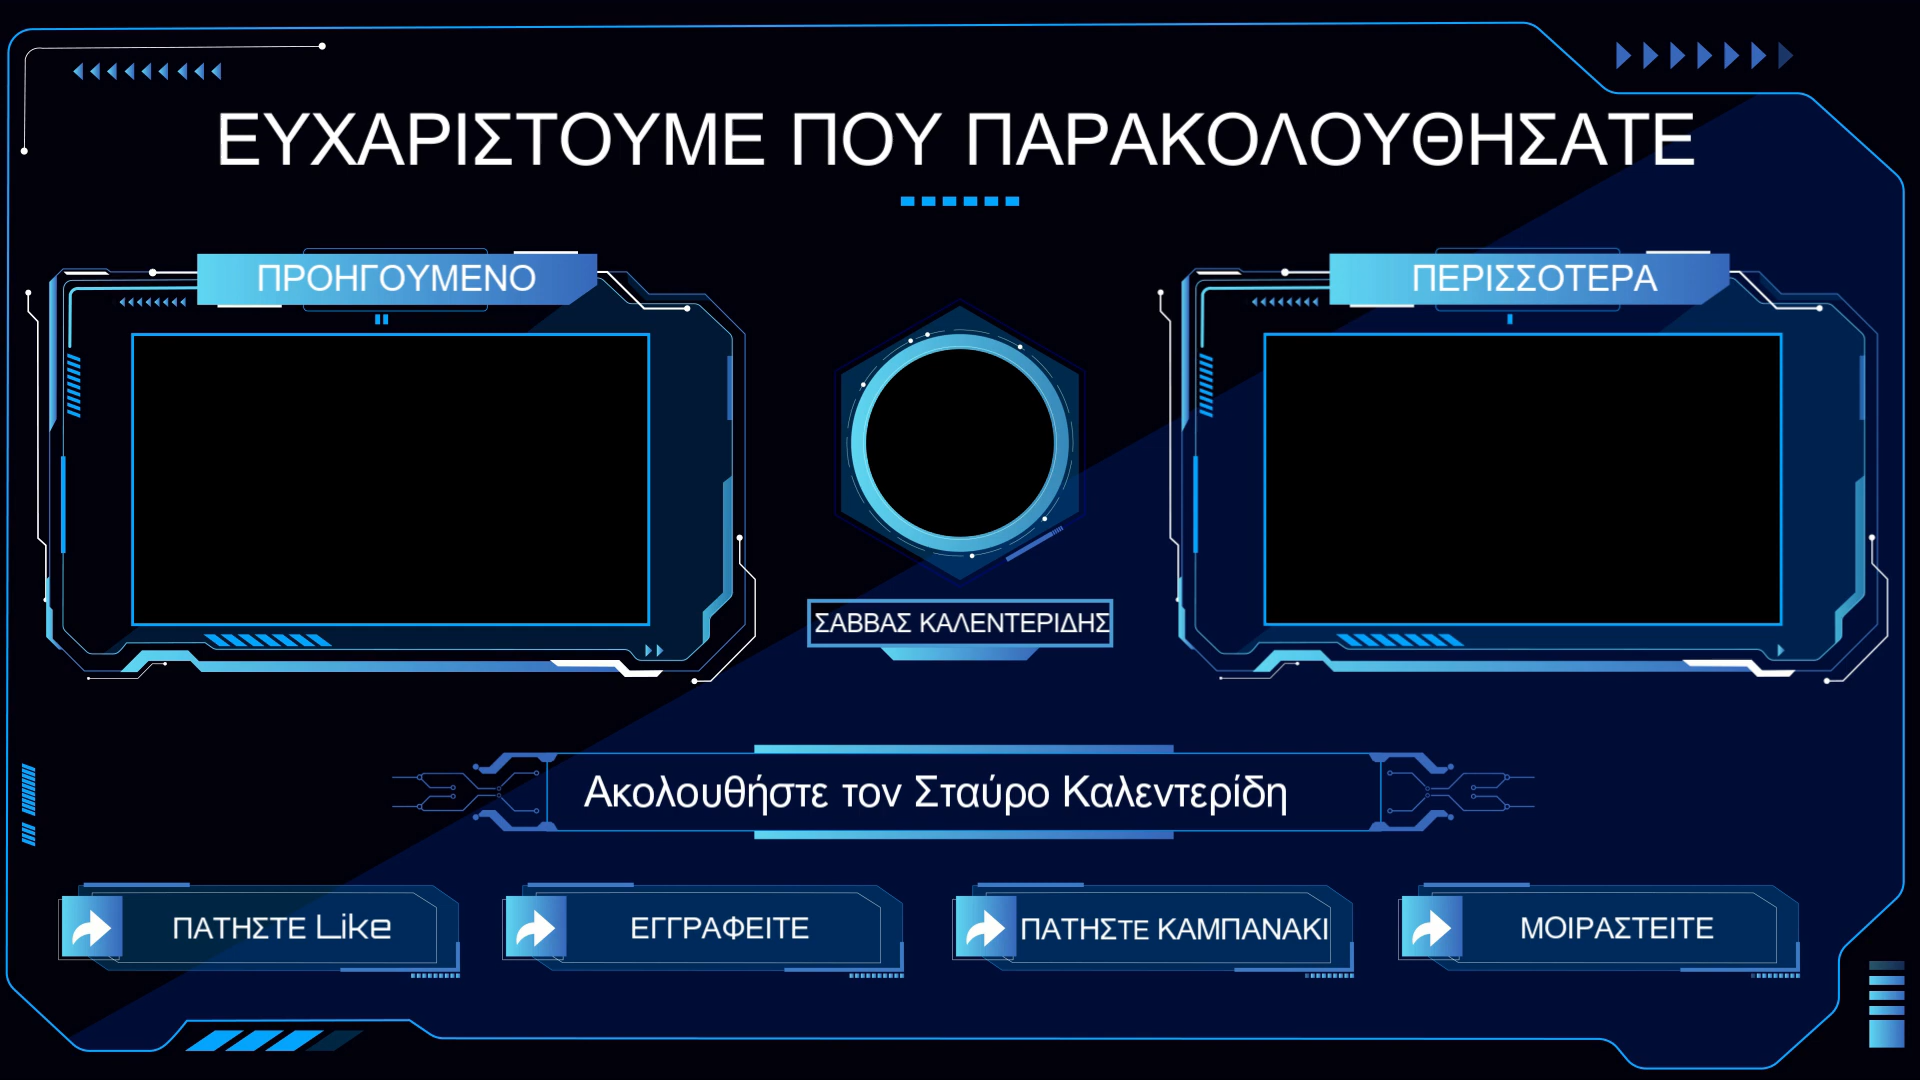 ΕΥΧΑΡΙΣΤΟΥΜΕ ΠΟΥ ΠΑΡΑΚΟΛΟΥΘΗΣΑΤΕ
ΠΡΟΗΓΟΥΜΕΝΟ
ΠΕΡΙΣΣΟΤΕΡΑ
ΣΑΒΒΑΣ ΚΑΛΕΝΤΕΡΙΔΗΣ
Ακολουθήστε τον Σταύρο Καλεντερίδη
ΠΑΤΗΣΤΕ Like
ΕΓΓΡΑΦΕΙΤΕ
ΠΑΤΗΣΤΕ ΚΑΜΠΑΝΑΚΙ
ΜΟΙΡΑΣΤΕΙΤΕ